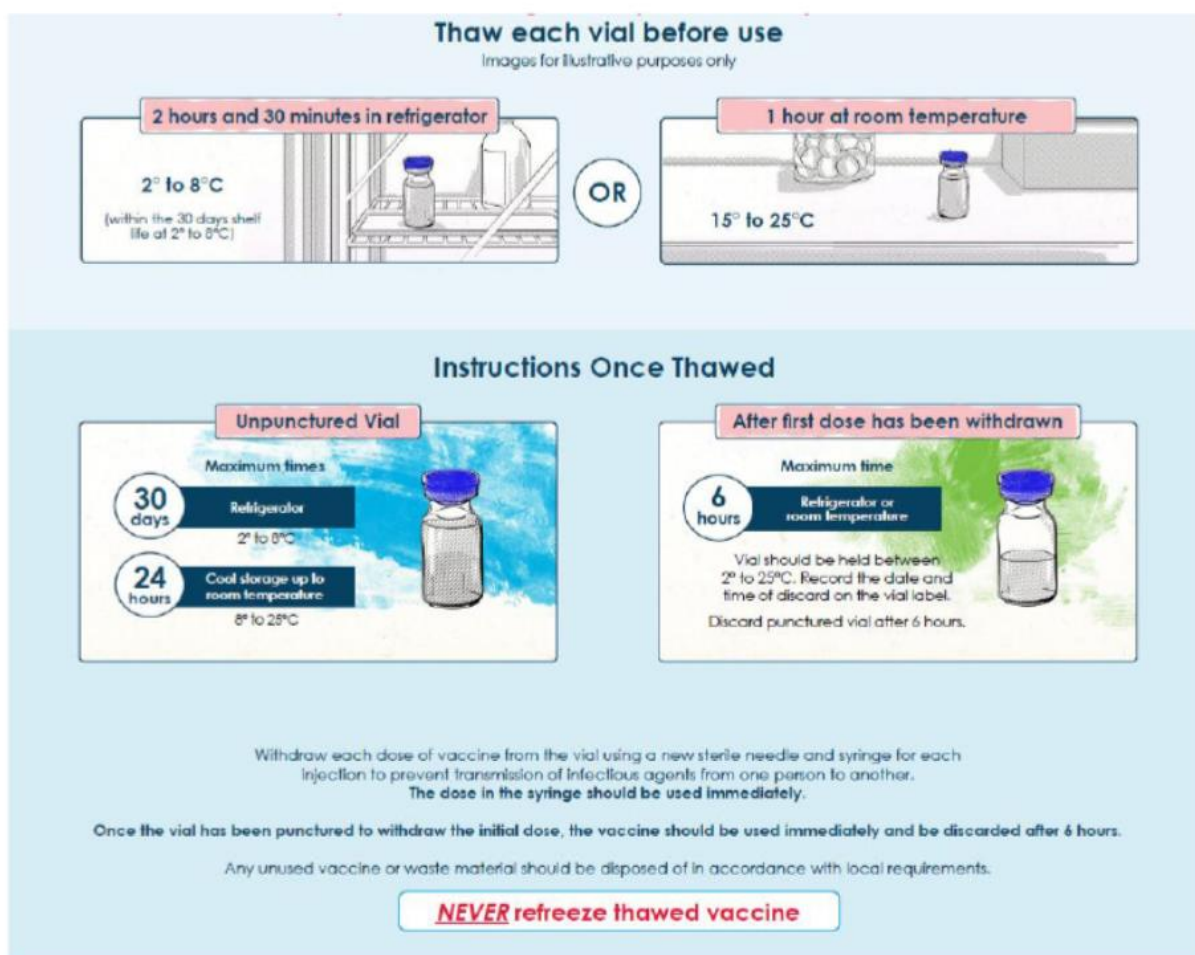 Thaw each vial before use
Images for illustrative purposes only
2 hours and 30 minutes in refrigerator
2° to 8°C
(within the 30 days shelf
life at 2° to 8°C)
OR
1 hour at room temperature
15° to 25°C
Instructions Once Thawed
Unpunctured Vial
Maximum times
30
days
Refrigerator
2° to 8°C
24
hours
Cool storage up to
room temperature
8° to 25°C
After first dose has been withdrawn
Maximum time
6
hours
Refrigerator or
room temperature
Vial should be held between
2° to 25°C. Record the date and
time of discard on the vial label.
Discard punctured vial after 6 hours.
Withdraw each dose of vaccine from the vial using a new sterile needle and syringe for each
injection to prevent transmission of infectious agents from one person to another.
The dose in the syringe should be used immediately.
Once the vial has been punctured to withdraw the initial dose, the vaccine should be used immediately and be discarded after 6 hours.
Any unused vaccine or waste material should be disposed of in accordance with local requirements.
NEVER refreeze thawed vaccine